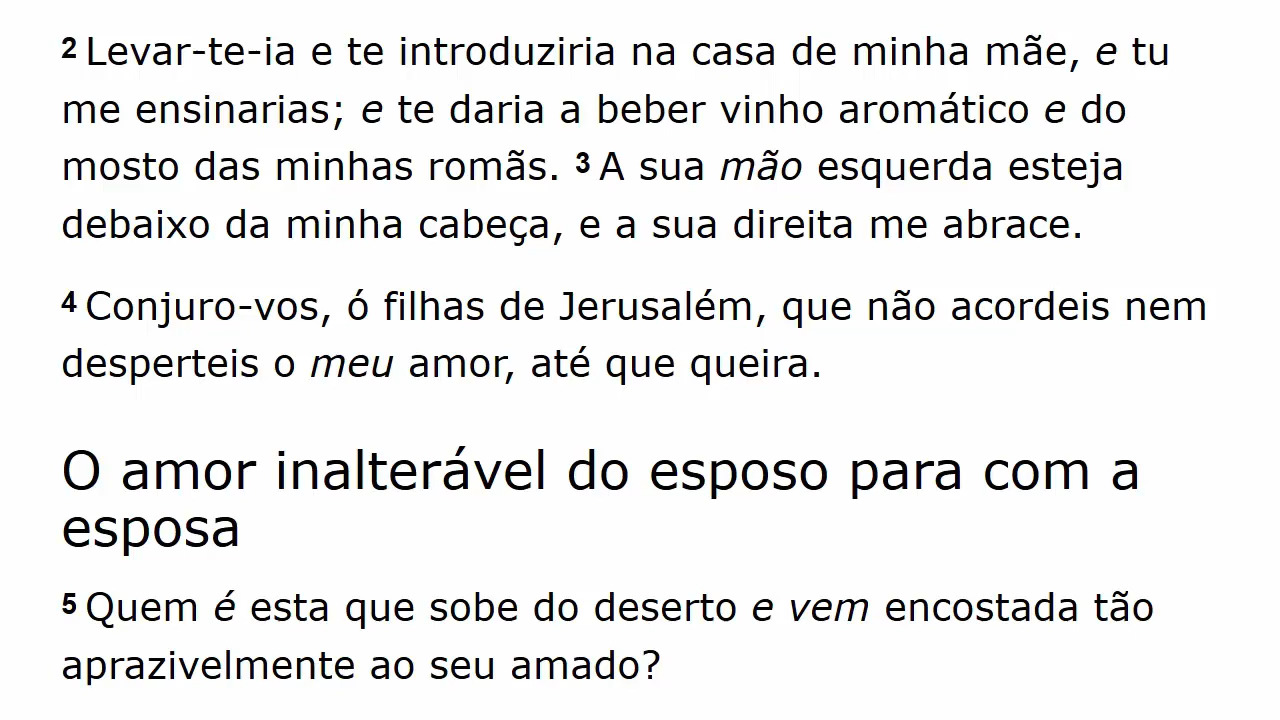 2 Levar-te-ia e te introduziria na casa de minha mãe, e tu
me ensinarias; e te daria a beber vinho aromático e do
mosto das minhas romãs. 3 A sua mão esquerda esteja
debaixo da minha cabeça, e a sua direita me abrace.
4 Conjuro-vos, ó filhas de Jerusalém, que não acordeis nem
desperteis o meu amor, até que queira.
O amor inalterável do esposo para com a
esposa
5 Quem é esta que sobe do deserto e vem encostada tão
aprazivelmente ao seu amado?